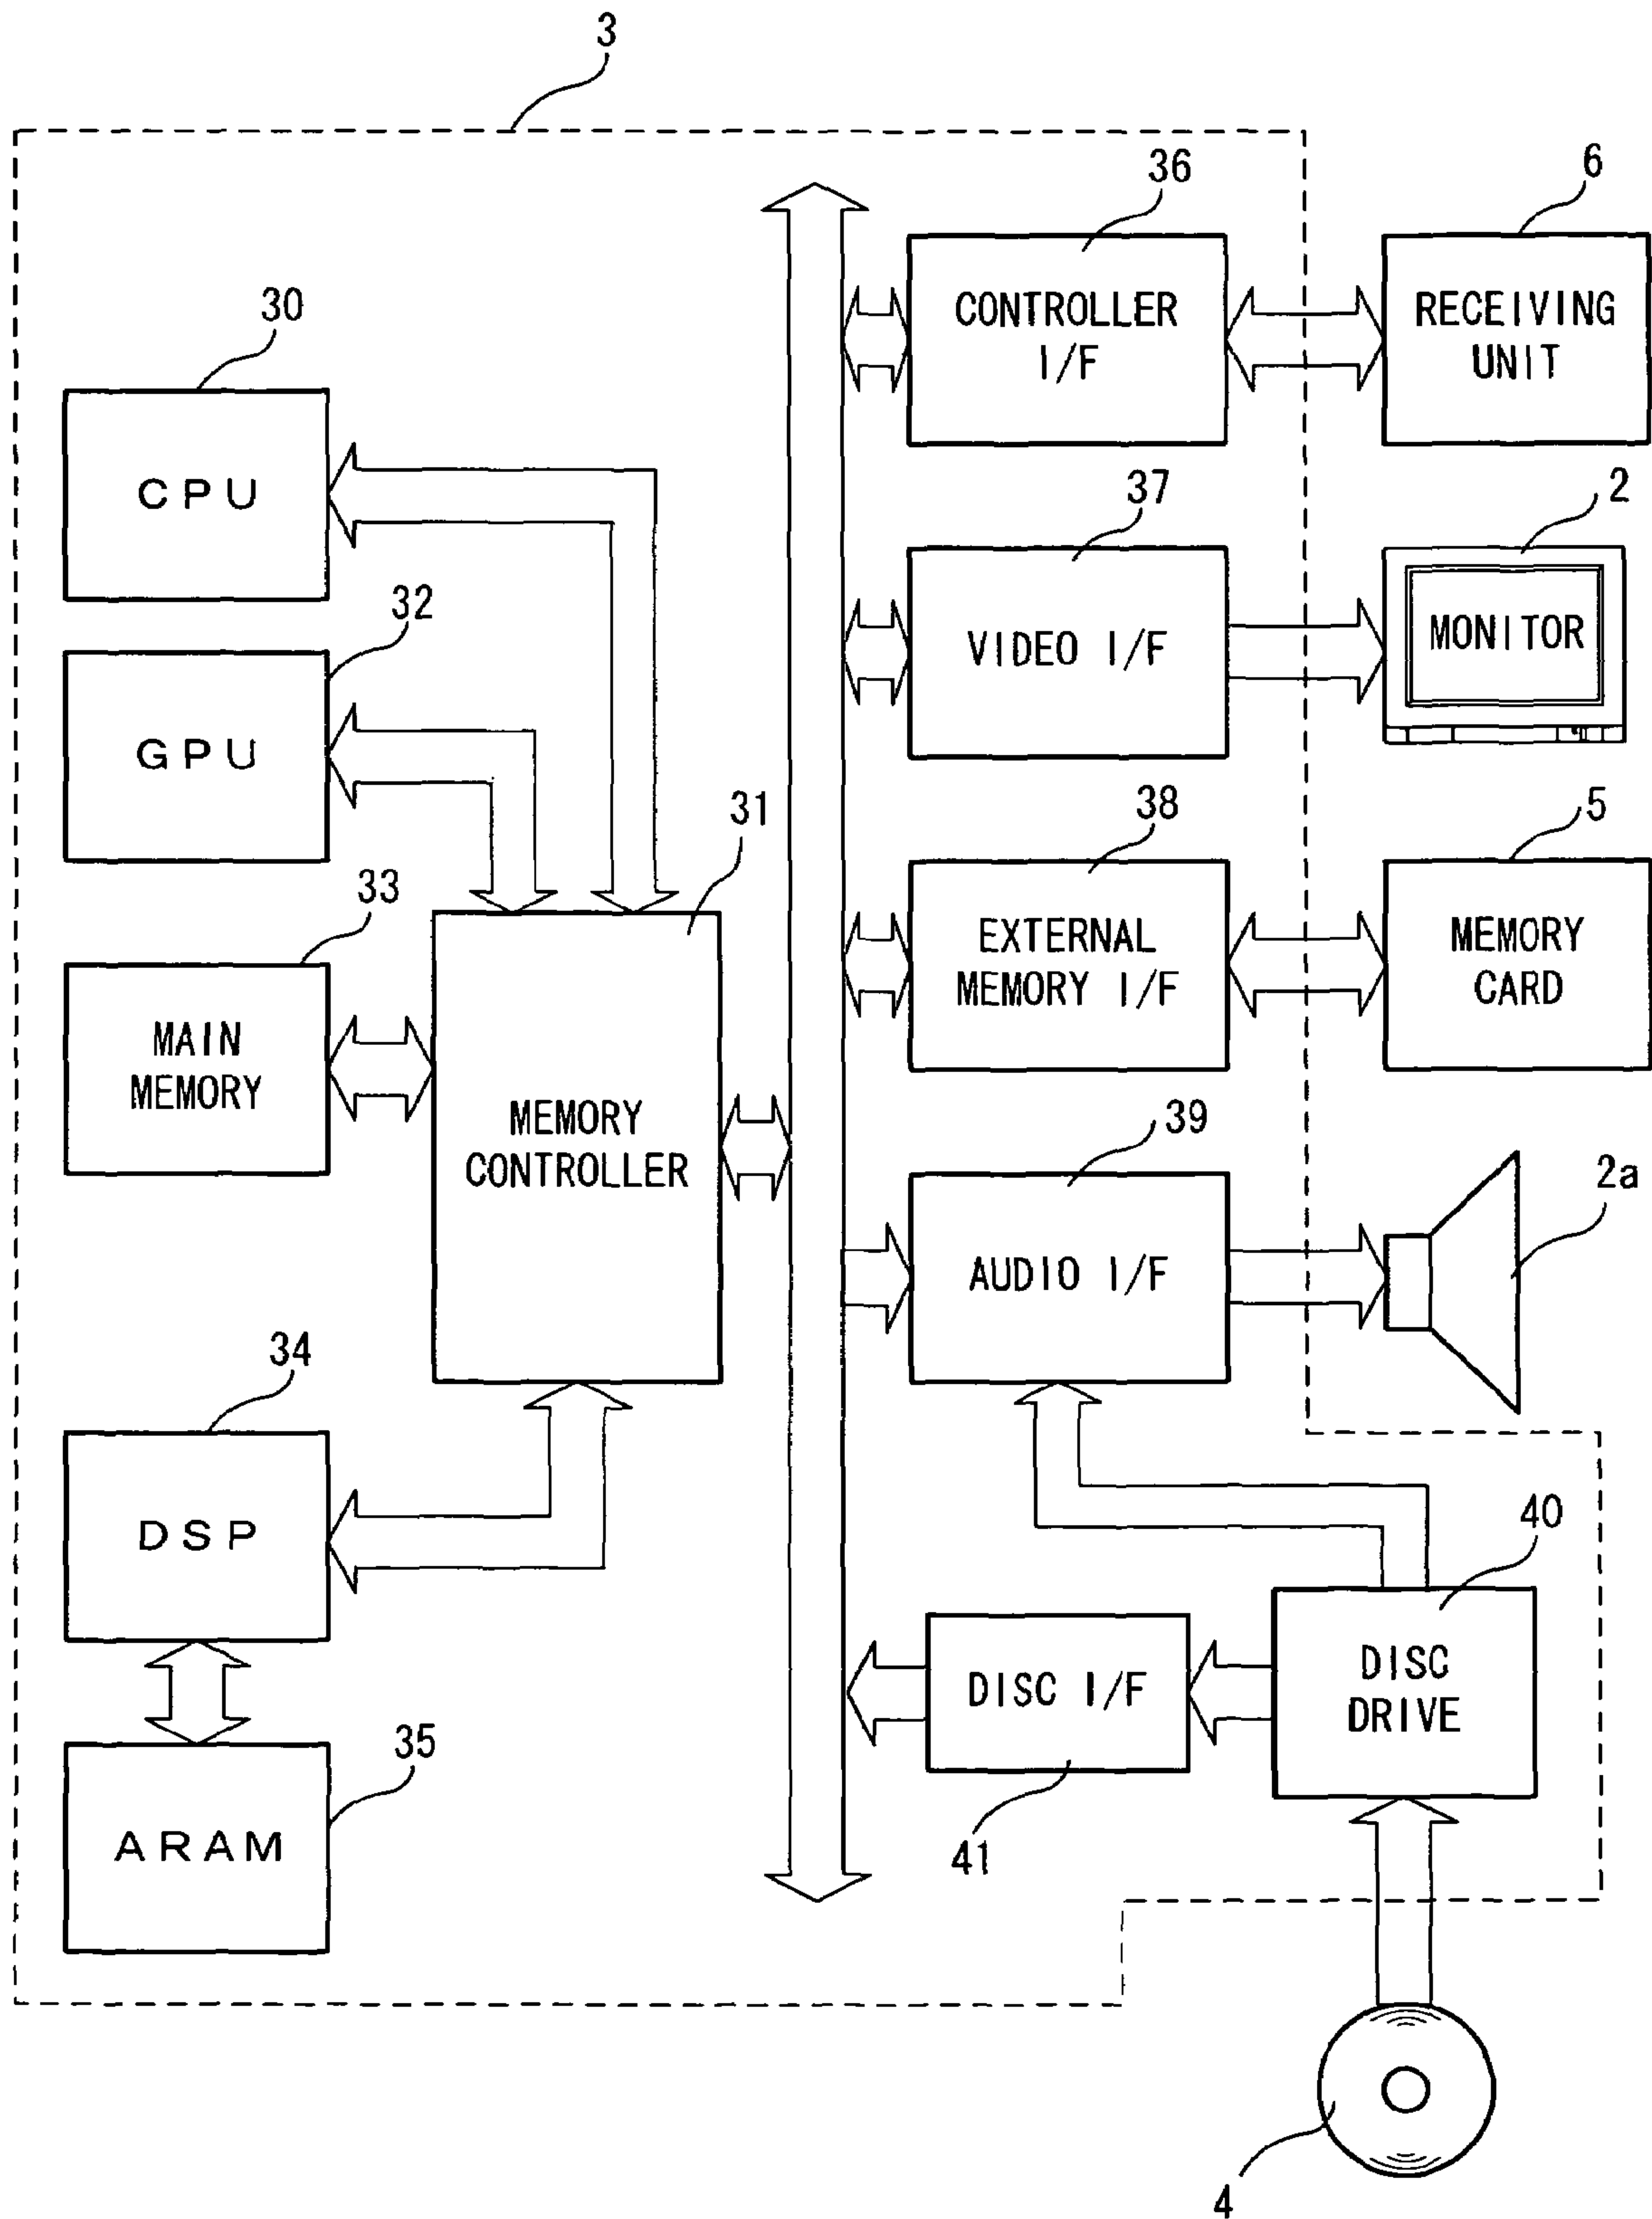 3
36
6
CONTROLLER
I/F
RECEIVING
UNIT
30
CPU
37
2
VIDEO I/F
MONITOR
32
GPU
31
38
5
EXTERNAL
MEMORY I/F
MEMORY
CARD
33
MAIN
MEMORY
MEMORY
CONTROLLER
39
2a
AUDIO I/F
34
DSP
40
DISC I/F
DISC
DRIVE
41
35
ARAM
4